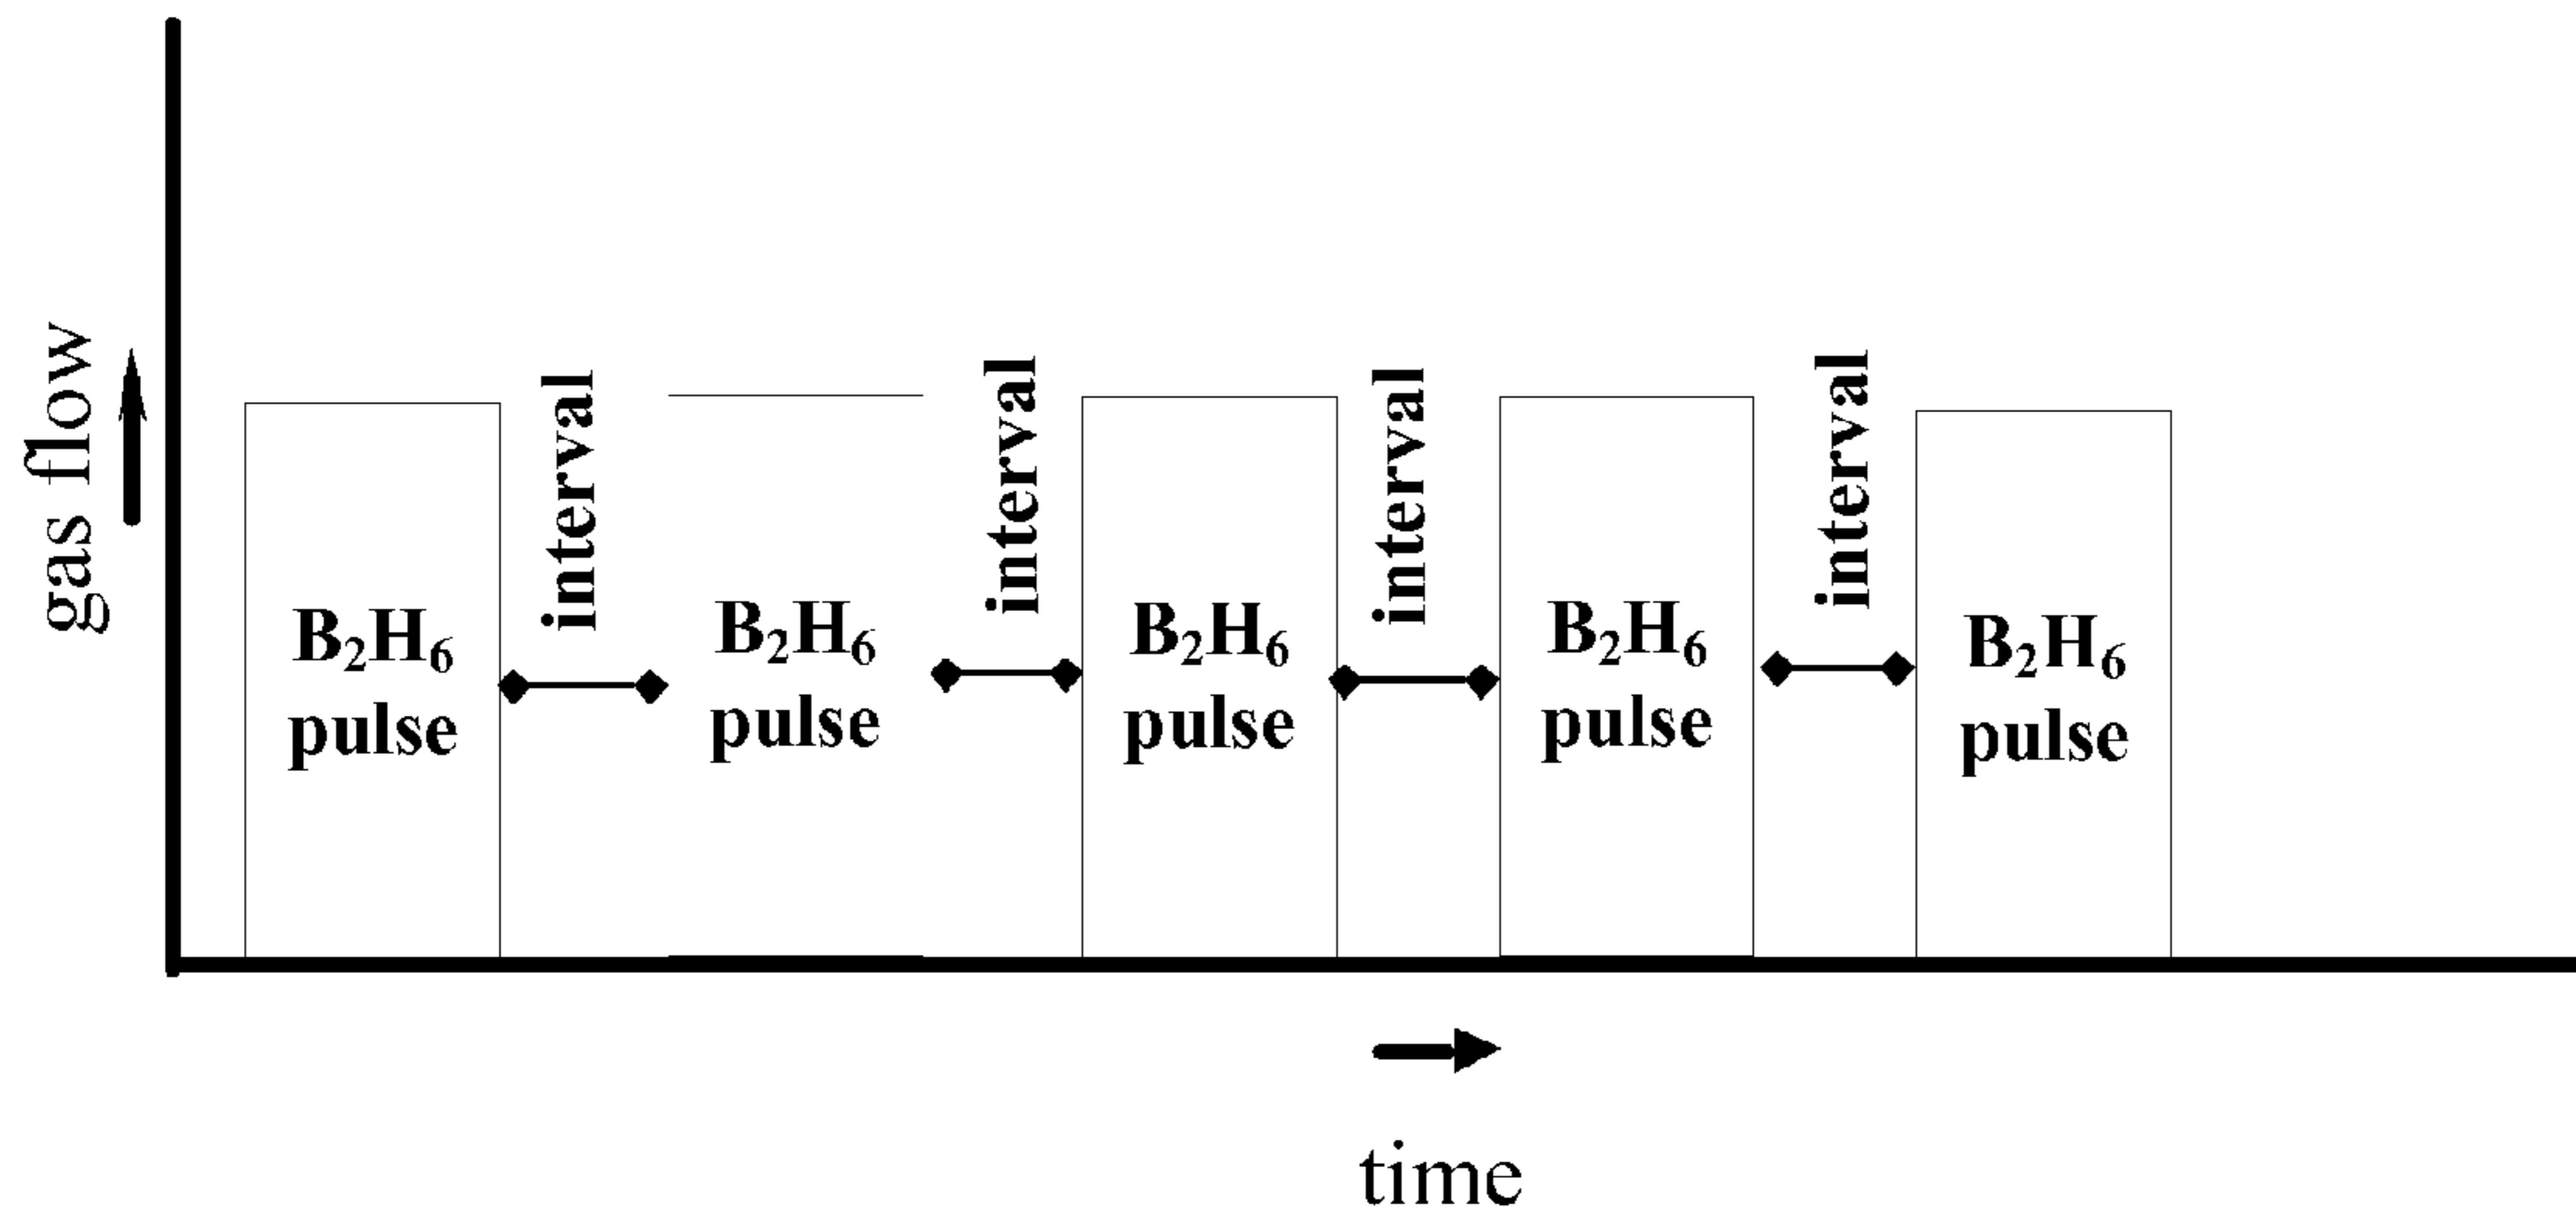 gas flow
B₂H₆
pulse
interval
B₂H₆
pulse
interval
B₂H₆
pulse
interval
B₂H₆
pulse
interval
B₂H₆
pulse
time